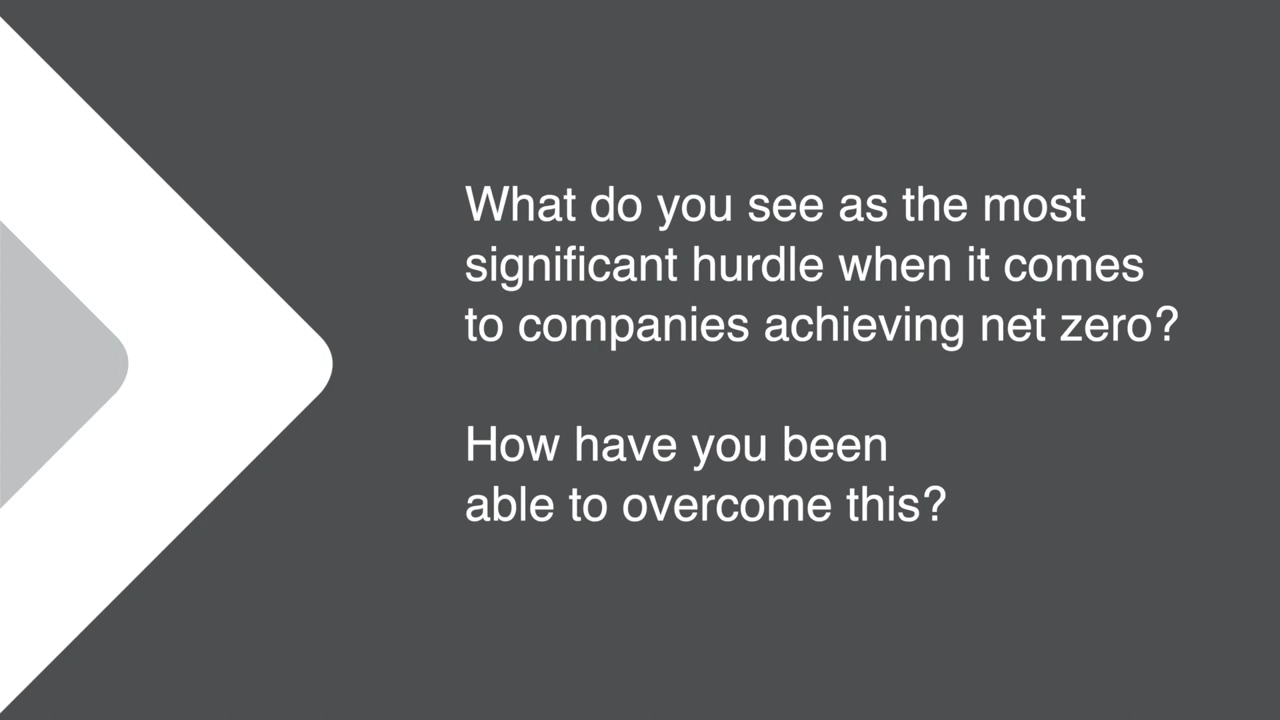 What do you see as the most
significant hurdle when it comes
to companies achieving net zero?
How have you been
able to overcome this?